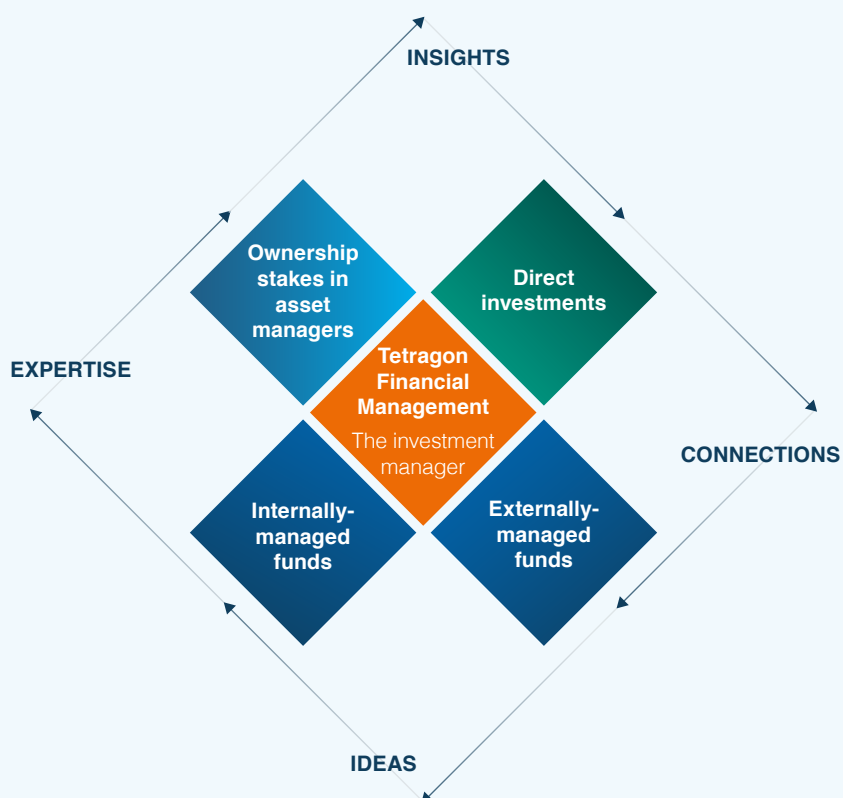 INSIGHTS
Ownership
stakes in
asset
managers
Direct
investments
Tetragon
Financial
Management
The investment
manager
EXPERTISE
CONNECTIONS
Internally-
managed
funds
Externally-
managed
funds
IDEAS